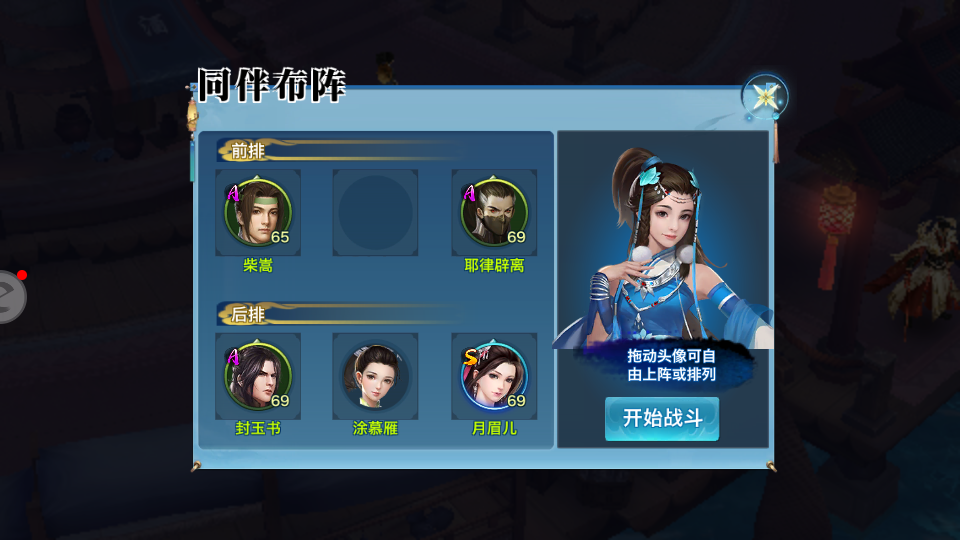 同伴布阵
前排
A
65
柴嵩
A
69
耶律辟离
后排
A
69
封玉书
涂慕雁
S
69
月眉儿
拖动头像可自
由上阵或排列
开始战斗